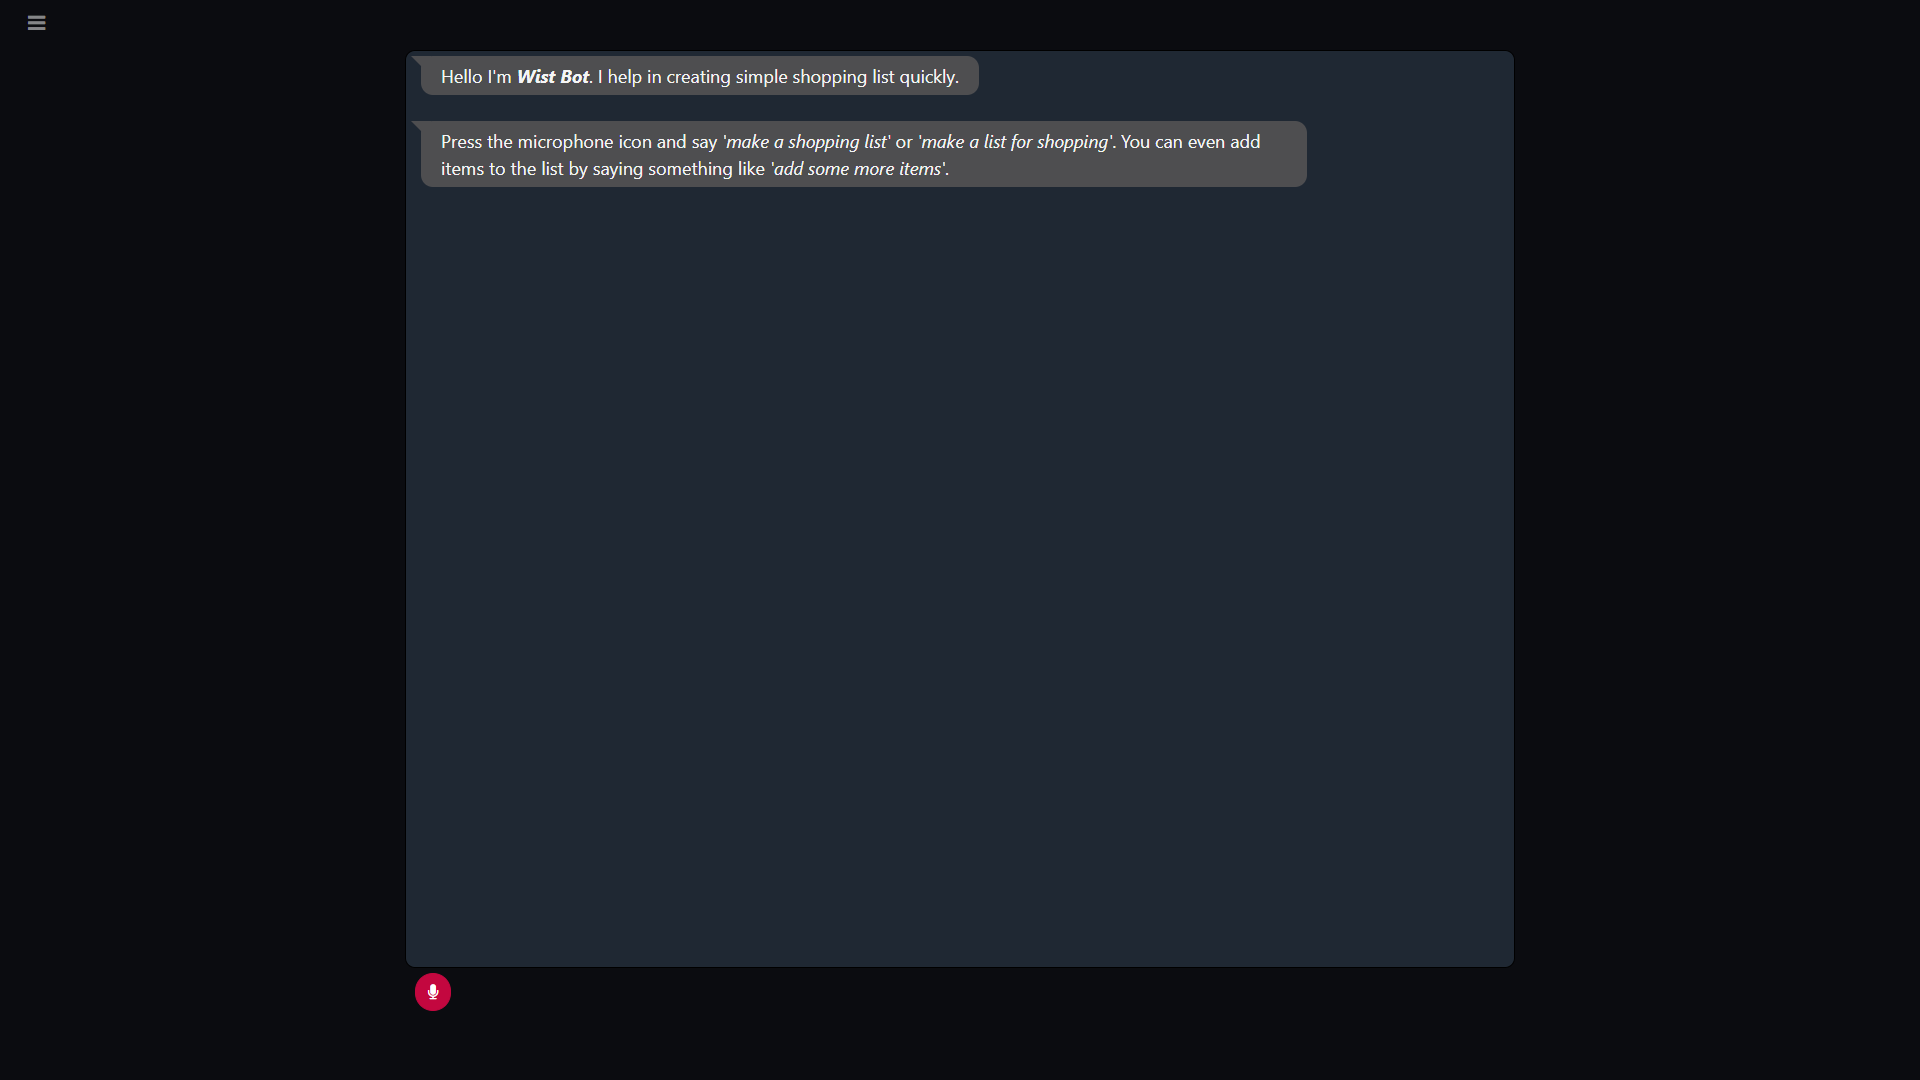 Hello I'm Wist Bot. I help in creating simple shopping list quickly.
Press the microphone icon and say 'make a shopping list' or 'make a list for shopping'. You can even add
items to the list by saying something like 'add some more items'.